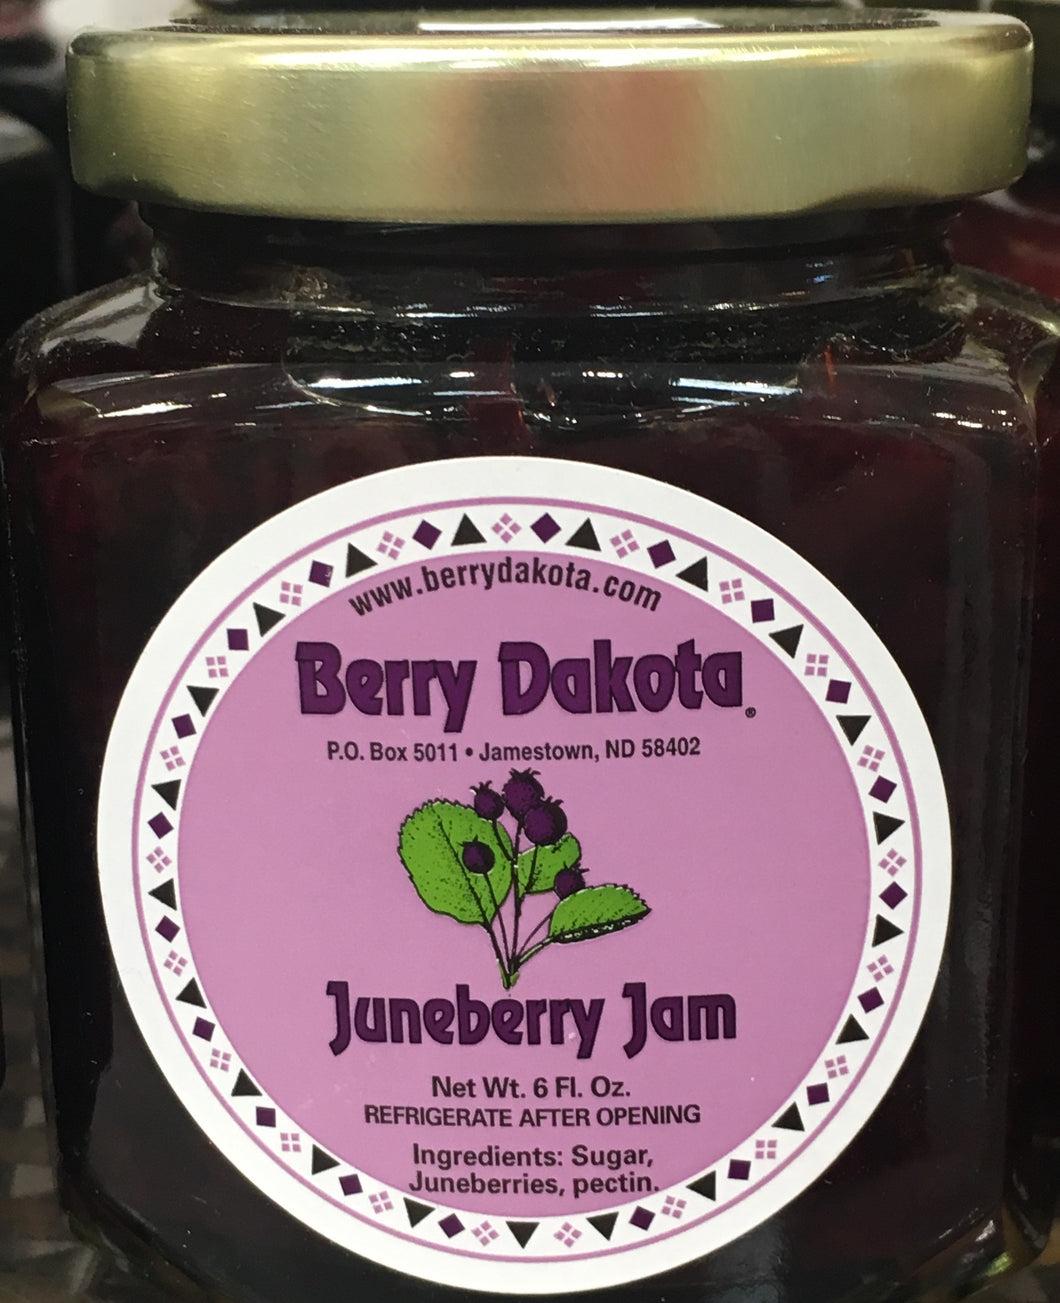 www.berrydakota.com
Berry Dakota®
P.O. Box 5011 • Jamestown, ND 58402
Juneberry Jam
Net Wt. 6 Fl. Oz.
REFRIGERATE AFTER OPENING
Ingredients: Sugar,
Juneberries, pectin.